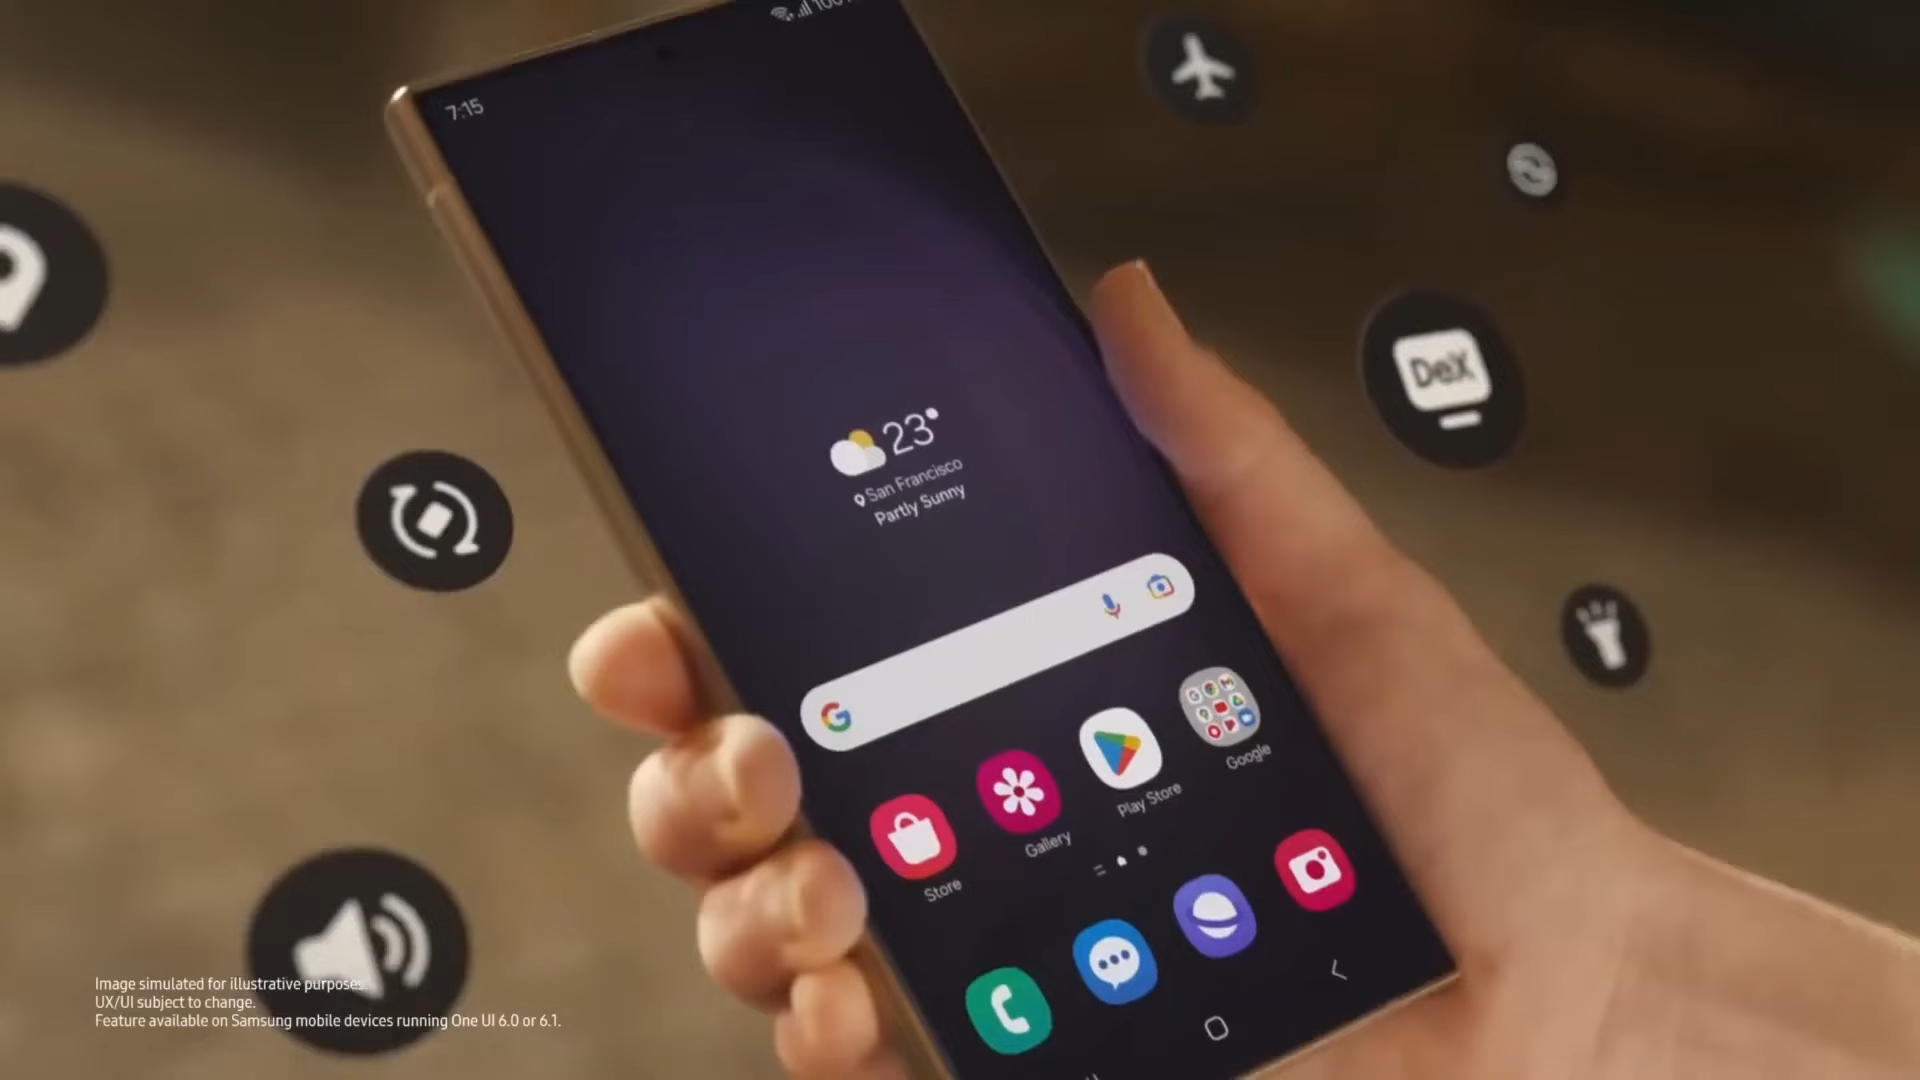 7:15
100%
DeX
23°
San Francisco
Partly Sunny
Google
Play Store
Gallery
Store
Image simulated for illustrative purposes.
UX/UI subject to change.
Feature available on Samsung mobile devices running One UI 6.0 or 6.1.